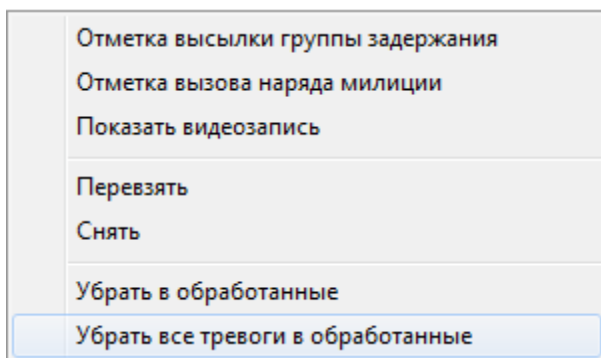 Отметка высылки группы задержания
Отметка вызова наряда милиции
Показать видеозапись
Перевзять
Снять
Убрать в обработанные
Убрать все тревоги в обработанные